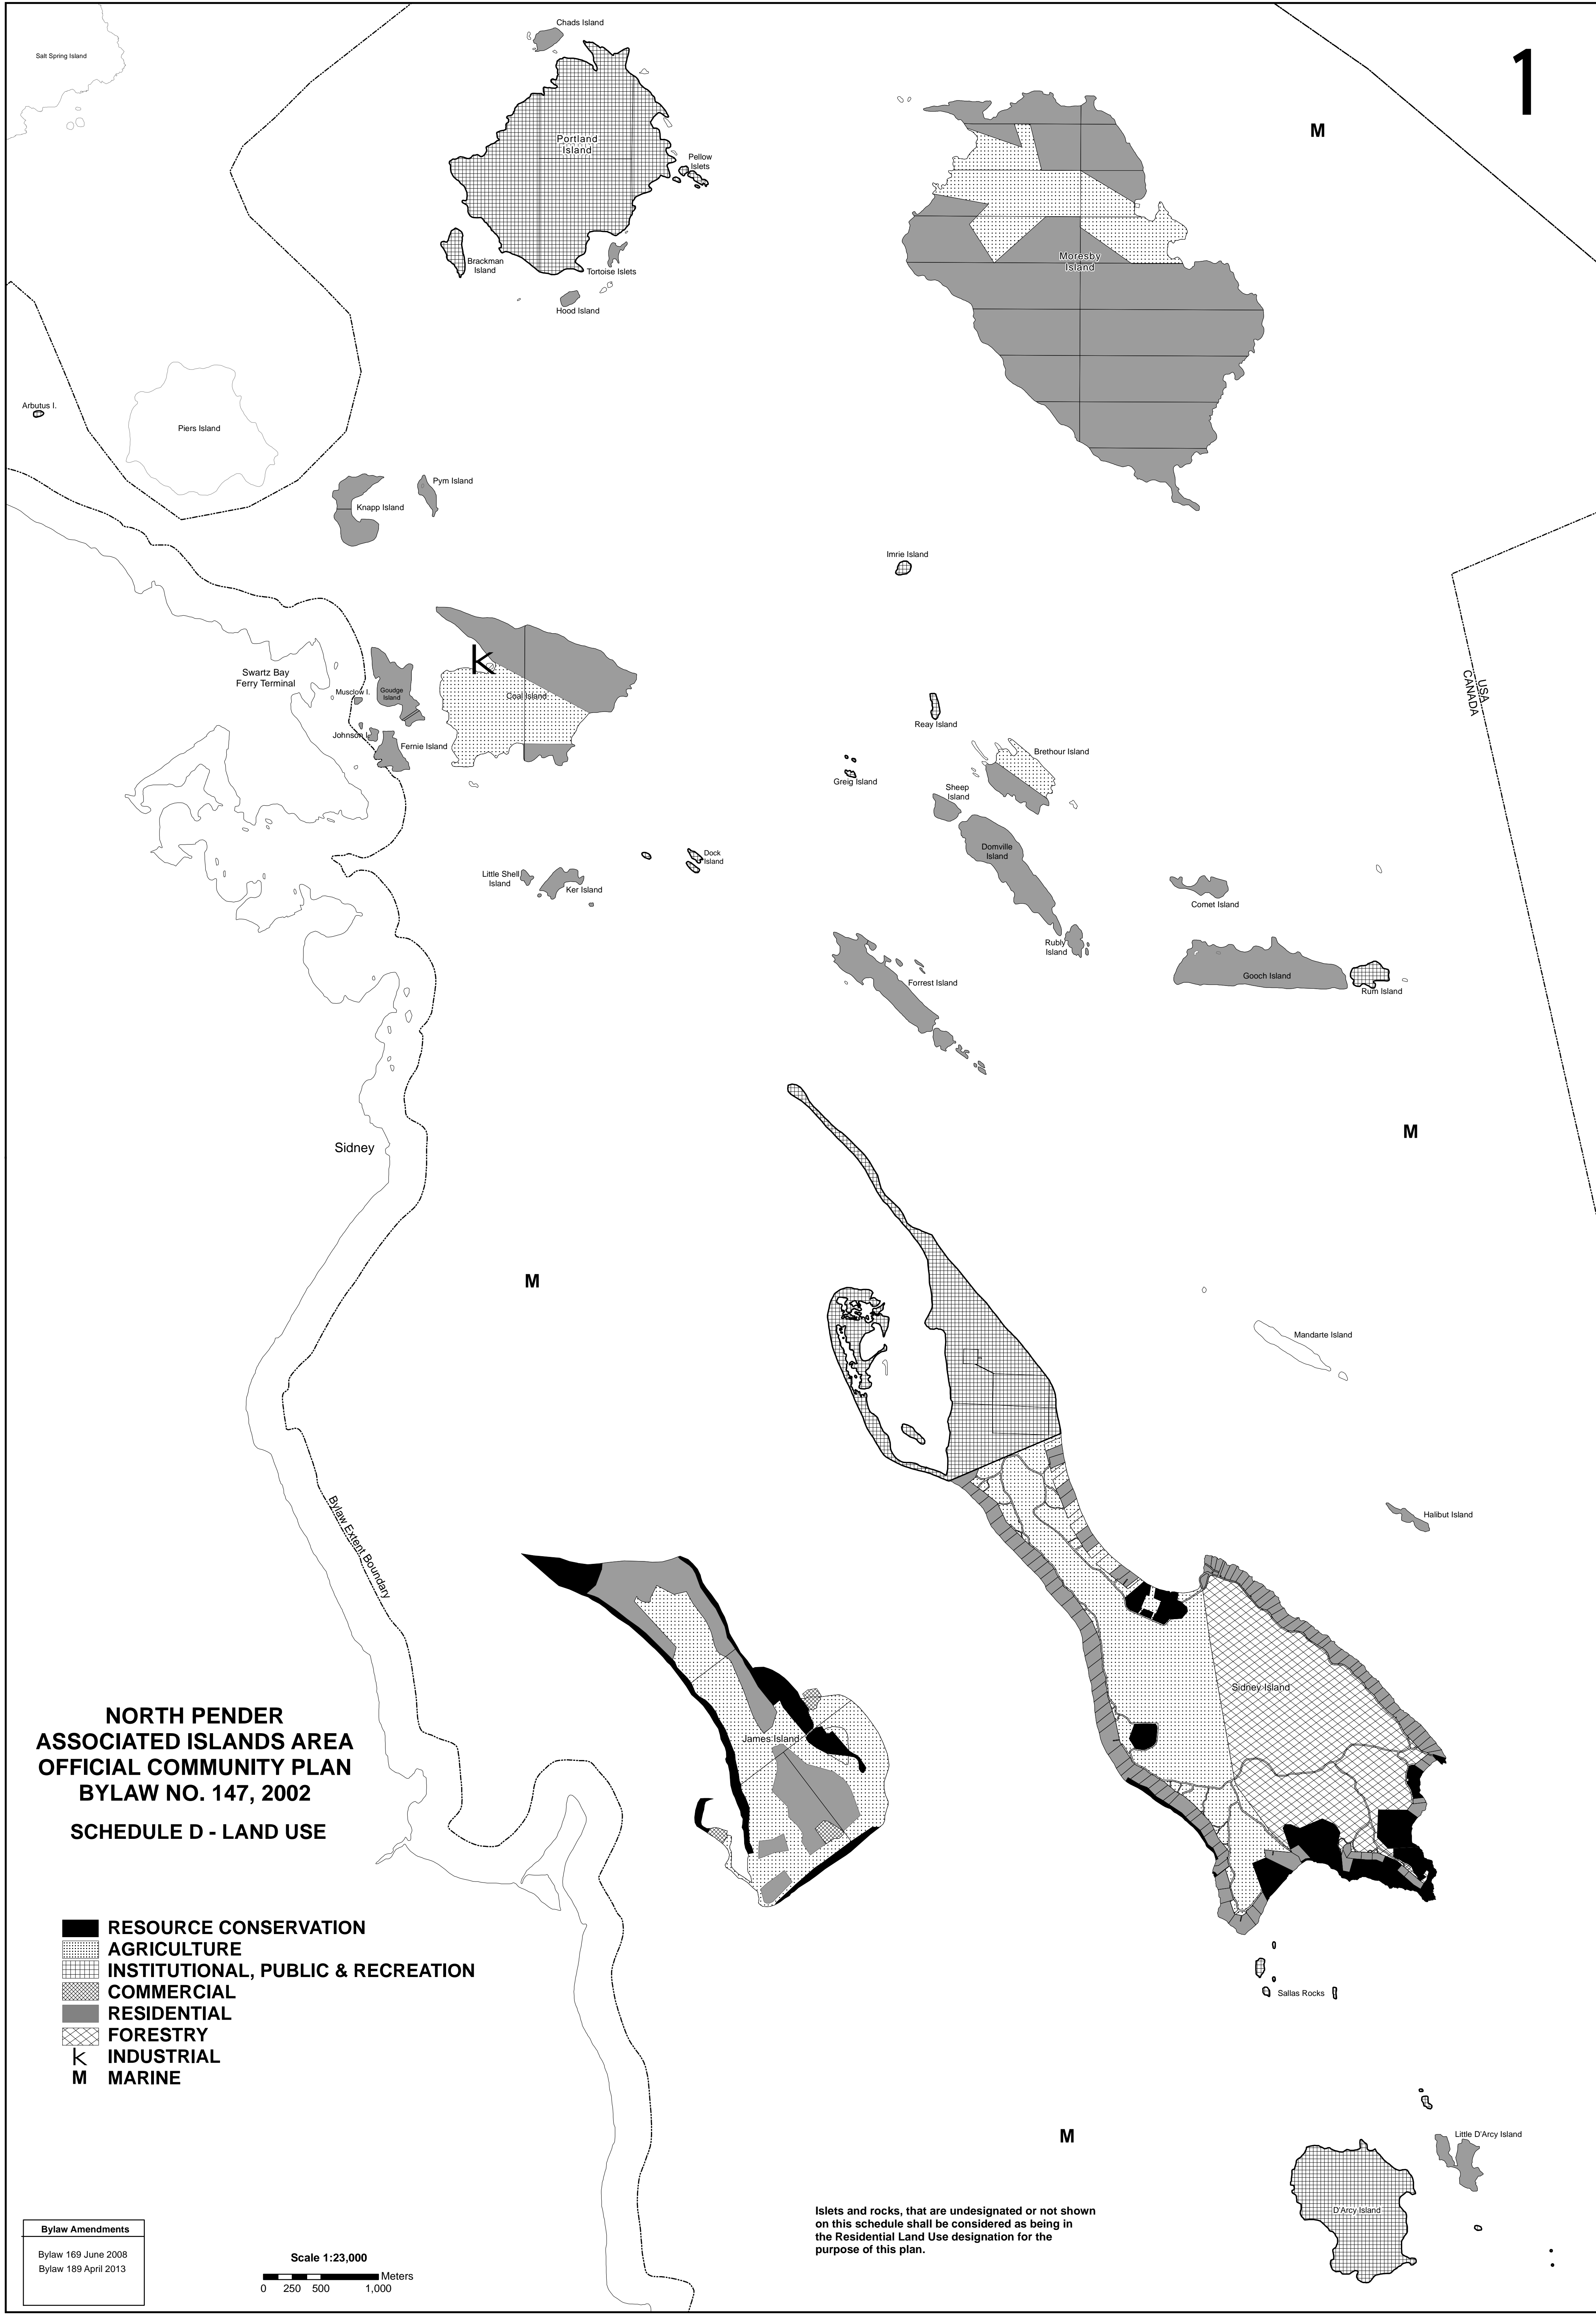 Chads Island
Salt Spring Island
1
M
Portland
Island
Pellow
Islets
Brackman
Island
Tortoise Islets
Hood Island
Moresby
Island
Arbutus I.
Piers Island
Pym Island
Knapp Island
Imrie Island
Swartz Bay
Ferry Terminal
k
Musclow I.
Goudge
Island
Coal Island
Johnson I.
Fernie Island
USA
CANADA
Reay Island
Brethour Island
Greig Island
Sheep
Island
Domville
Island
Dock
Island
Little Shell
Island
Ker Island
Comet Island
Rubly
Island
Gooch Island
Rum Island
Forrest Island
Sidney
M
M
Mandarte Island
Bylaw Extent Boundary
Halibut Island
Sidney Island
James Island
NORTH PENDER
ASSOCIATED ISLANDS AREA
OFFICIAL COMMUNITY PLAN
BYLAW NO. 147, 2002
SCHEDULE D - LAND USE
RESOURCE CONSERVATION
AGRICULTURE
INSTITUTIONAL, PUBLIC & RECREATION
COMMERCIAL
RESIDENTIAL
FORESTRY
k INDUSTRIAL
M MARINE
Sallas Rocks
M
Little D'Arcy Island
D'Arcy Island
Islets and rocks, that are undesignated or not shown
on this schedule shall be considered as being in
the Residential Land Use designation for the
purpose of this plan.
Bylaw Amendments
Bylaw 169 June 2008
Bylaw 189 April 2013
Scale 1:23,000
Meters
0 250 500 1,000